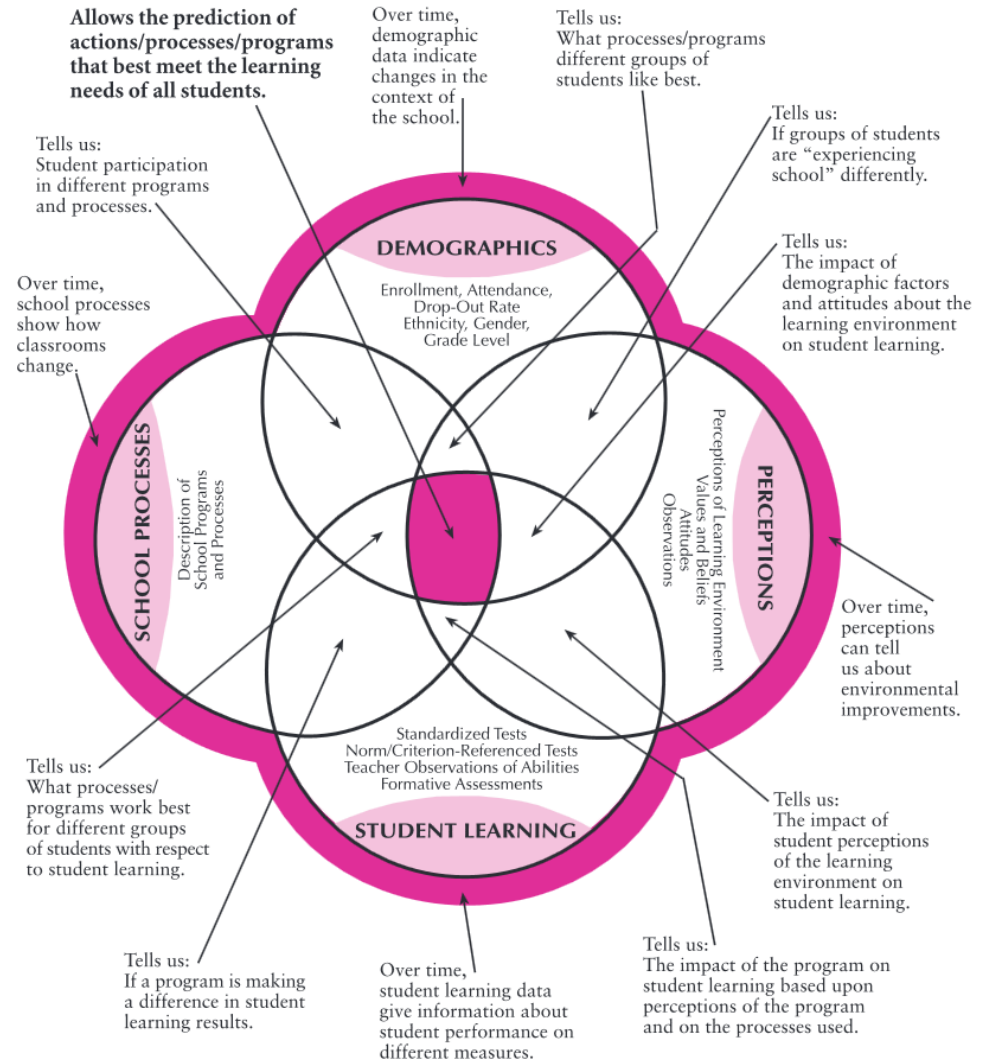 Allows the prediction of
actions/processes/programs
that best meet the learning
needs of all students.
Over time,
demographic
data indicate
changes in the
context of
the school.
Tells us:
What processes/programs
different groups of
students like best.
Tells us:
If groups of students
are “experiencing
school” differently.
Tells us:
Student participation
in different programs
and processes.
Tells us:
The impact of
demographic factors
and attitudes about the
learning environment
on student learning.
Over time,
school processes
show how
classrooms
change.
DEMOGRAPHICS
Enrollment, Attendance,
Drop-Out Rate
Ethnicity, Gender,
Grade Level
SCHOOL PROCESSES
Description of
School Programs
and Processes
PERCEPTIONS
Perceptions of Learning Environment
Values and Beliefs
Attitudes
Observations
Over time,
perceptions
can tell
us about
environmental
improvements.
Standardized Tests
Norm/Criterion-Referenced Tests
Teacher Observations of Abilities
Formative Assessments
STUDENT LEARNING
Tells us:
What processes/
programs work best
for different groups
of students with respect
to student learning.
Tells us:
The impact of
student perceptions
of the learning
environment on
student learning.
Tells us:
If a program is making
a difference in student
learning results.
Over time,
student learning data
give information about
student performance on
different measures.
Tells us:
The impact of the program on
student learning based upon
perceptions of the program
and on the processes used.